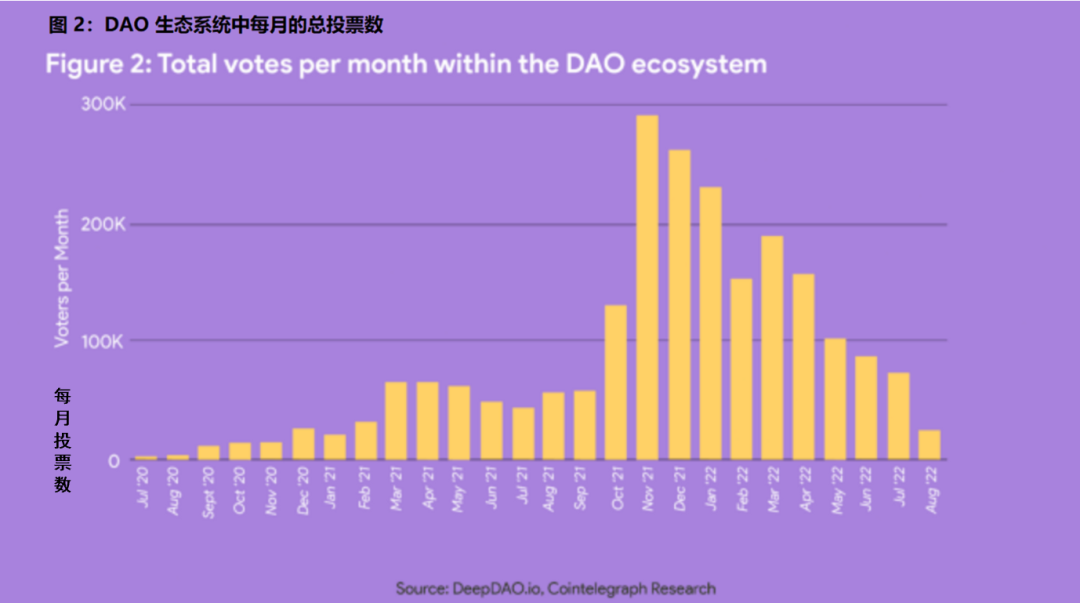 图 2：DAO 生态系统中每月的总投票数
Figure 2: Total votes per month within the DAO ecosystem
300K
200K
100K
0
Voters per Month
每月投票数
Jul '20
Aug '20
Sept '20
Oct '20
Nov '20
Dec '20
Jan '21
Feb '21
Mar '21
Apr '21
May '21
Jun '21
Jul '21
Aug '21
Sep '21
Oct '21
Nov '21
Dec '21
Jan '22
Feb '22
Mar '22
Apr '22
May '22
Jun '22
Jul '22
Aug '22
Source: DeepDAO.io, Cointelegraph Research